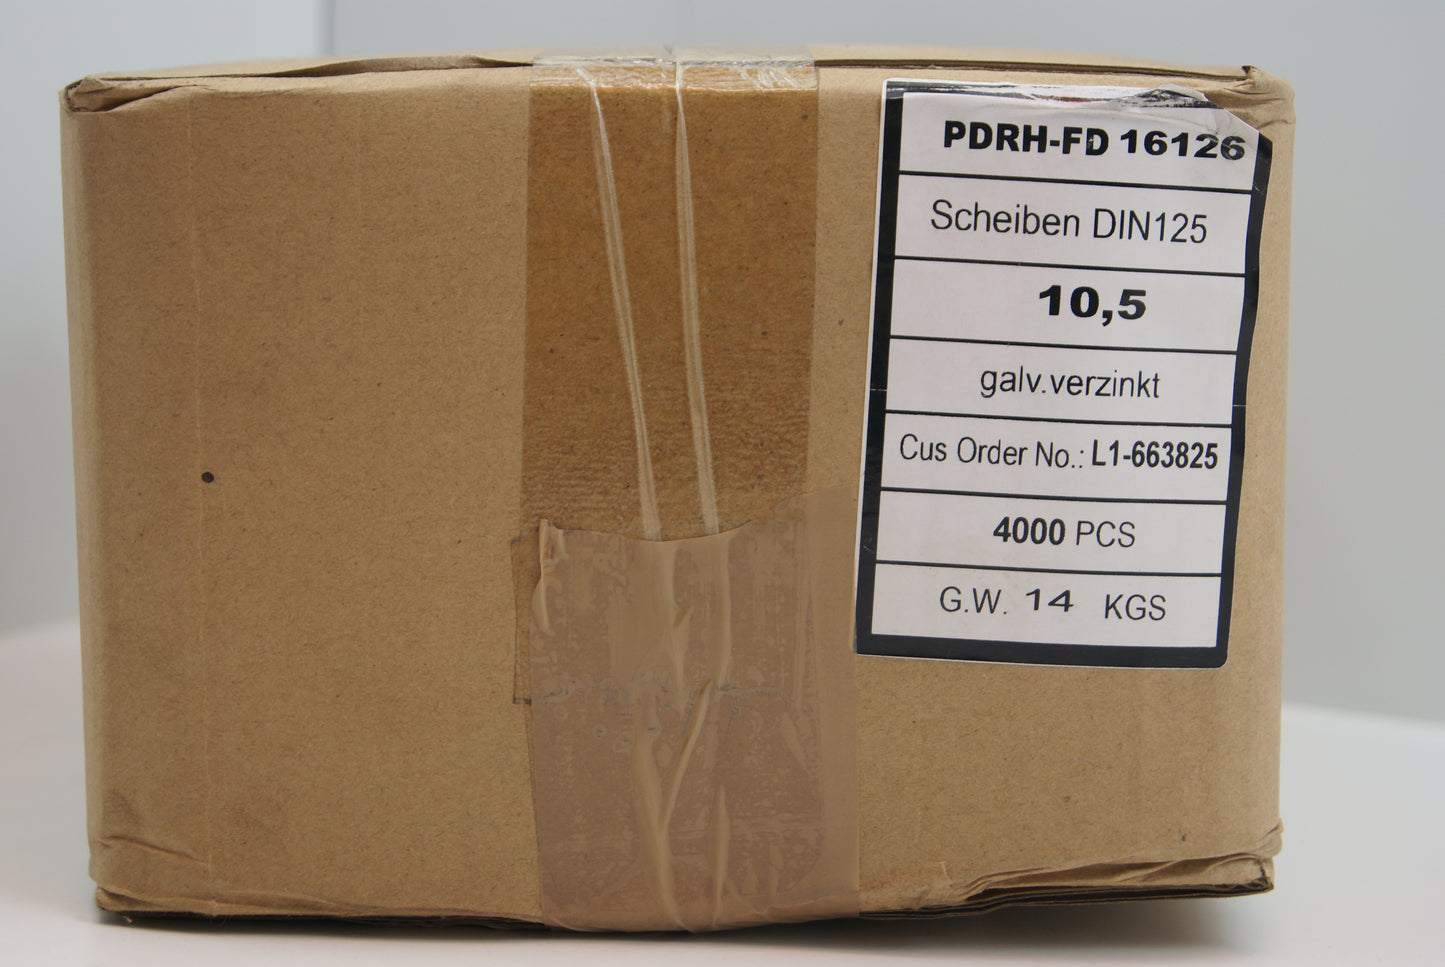 PDRH-FD 16126
Scheiben DIN125
10,5
galv.verzinkt
Cus Order No.: L1-663825
4000 PCS
G.W. 14 KGS